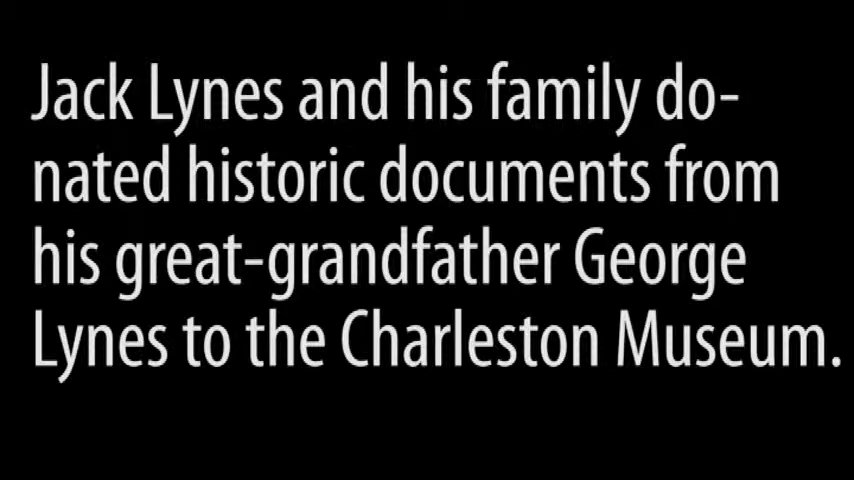 Jack Lynes and his family do-
nated historic documents from
his great-grandfather George
Lynes to the Charleston Museum.